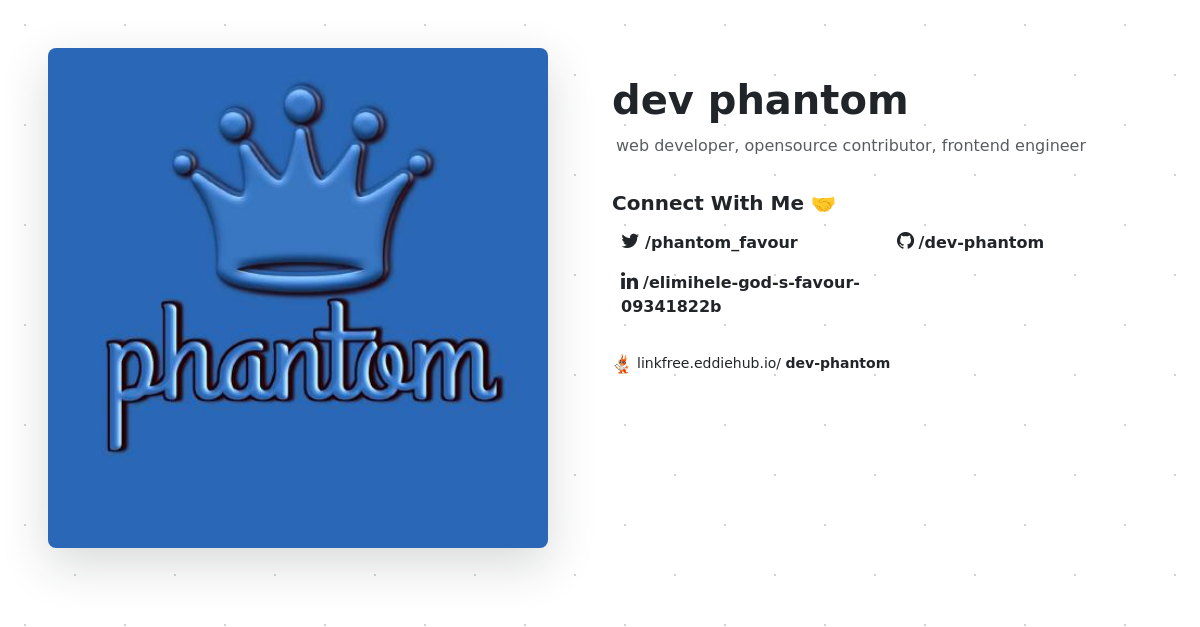 phantom
dev phantom
web developer, opensource contributor, frontend engineer
Connect With Me 🤝
/phantom_favour
/dev-phantom
/elimihele-god-s-favour-
09341822b
linkfree.eddiehub.io/ dev-phantom